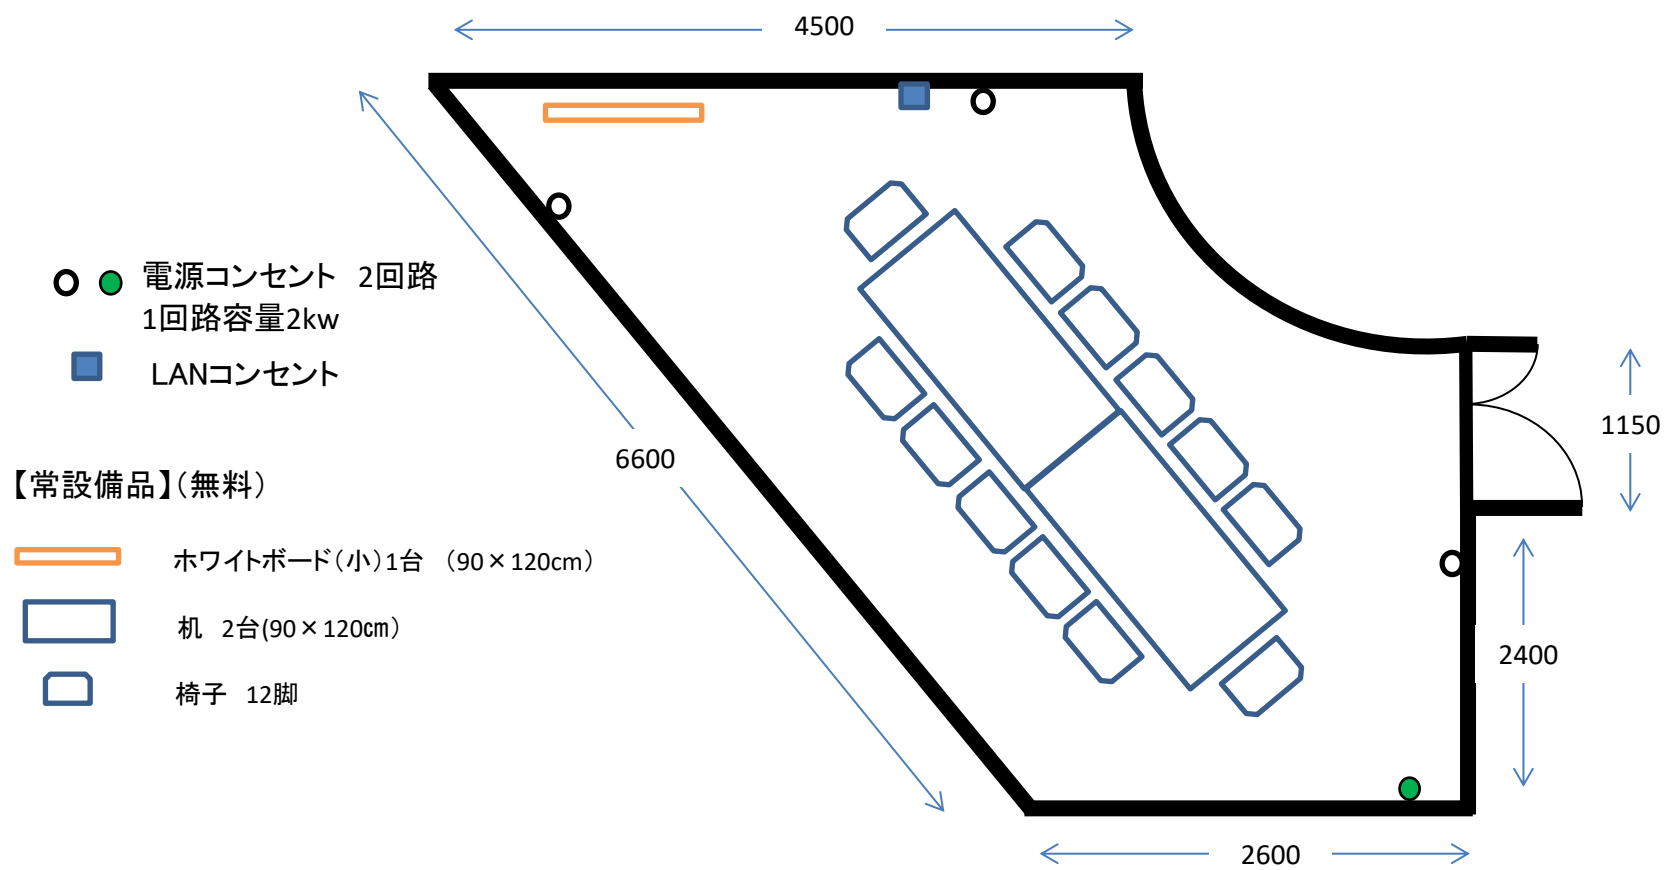 4500
電源コンセント 2回路
1回路容量2kw
LANコンセント
6600
1150
【常設備品】(無料)
ホワイトボード(小)1台 (90×120cm)
机 2台(90×120㎝)
2400
椅子 12脚
2600